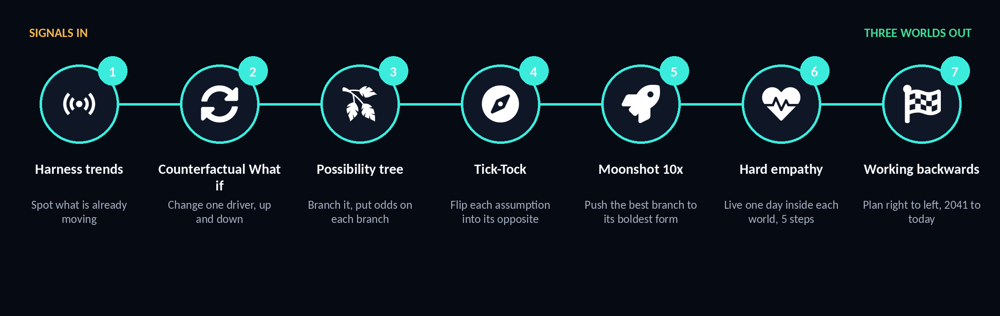 SIGNALS IN
THREE WORLDS OUT
1
2
3
4
5
6
7
Harness trends
Counterfactual What
if
Possibility tree
Tick-Tock
Moonshot 10x
Hard empathy
Working backwards
Spot what is already
moving
Change one driver, up
and down
Branch it, put odds on
each branch
Flip each assumption
into its opposite
Push the best branch to
its boldest form
Live one day inside each
world, 5 steps
Plan right to left, 2041 to
today